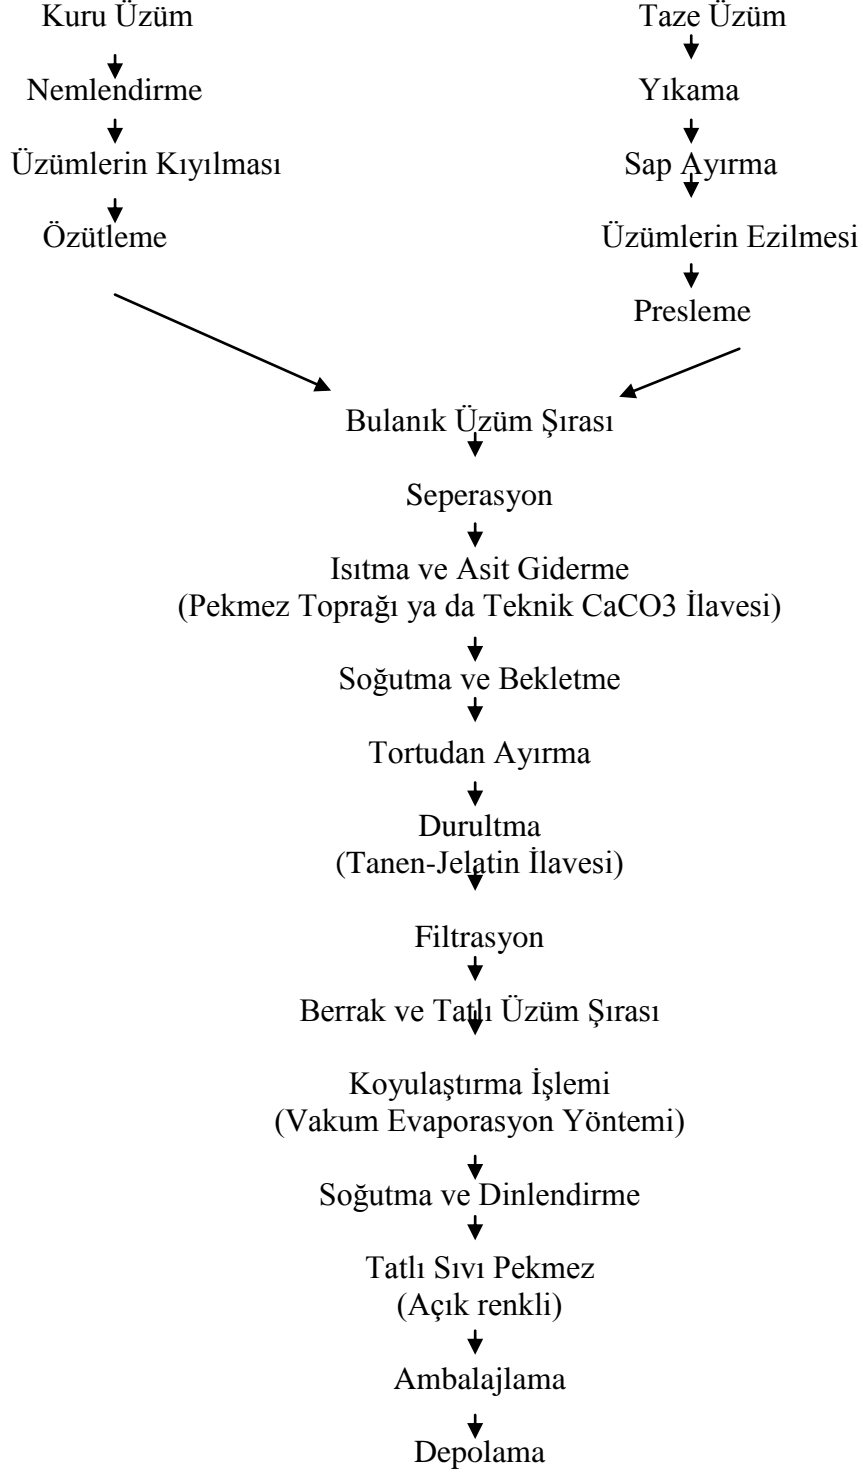 Kuru Üzüm
Nemlendirme
Üzümlerin Kıyılması
Özütleme
Taze Üzüm
Yıkama
Sap Ayırma
Üzümlerin Ezilmesi
Presleme
Bulanık Üzüm Şırası
Seperasyon
Isıtma ve Asit Giderme
(Pekmez Toprağı ya da Teknik CaCO3 İlavesi)
Soğutma ve Bekletme
Tortudan Ayırma
Durultma
(Tanen-Jelatin İlavesi)
Filtrasyon
Berrak ve Tatlı Üzüm Şırası
Koyulaştırma İşlemi
(Vakum Evaporasyon Yöntemi)
Soğutma ve Dinlendirme
Tatlı Sıvı Pekmez
(Açık renkli)
Ambalajlama
Depolama